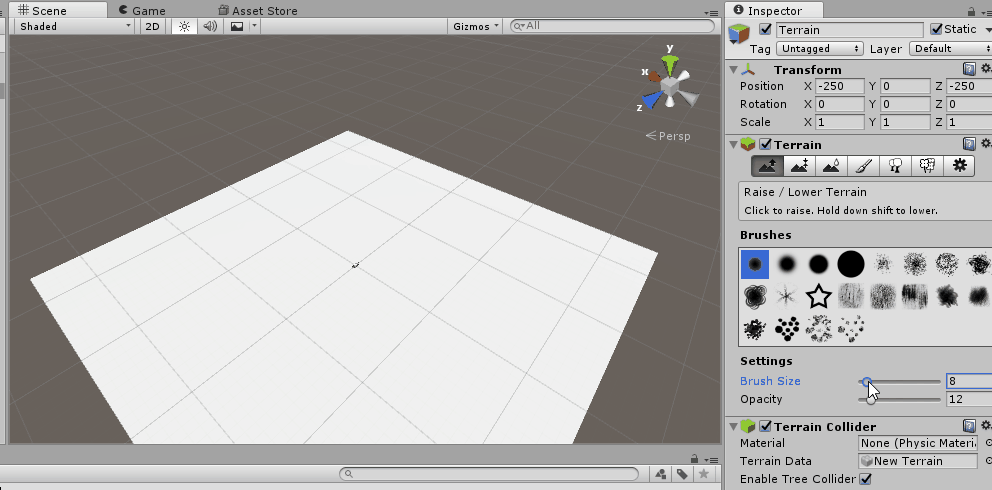 Scene
Game
Asset Store
Shaded
2D
Gizmos
All
y
x
z
Persp
Inspector
Terrain
Static
Tag
Untagged
Layer
Default
Transform
Position X -250 Y 0 Z -250
Rotation X 0 Y 0 Z 0
Scale X 1 Y 1 Z 1
Terrain
Raise / Lower Terrain
Click to raise. Hold down shift to lower.
Brushes
Settings
Brush Size 8
Opacity 12
Terrain Collider
Material None (Physic Materi
Terrain Data New Terrain
Enable Tree Collider